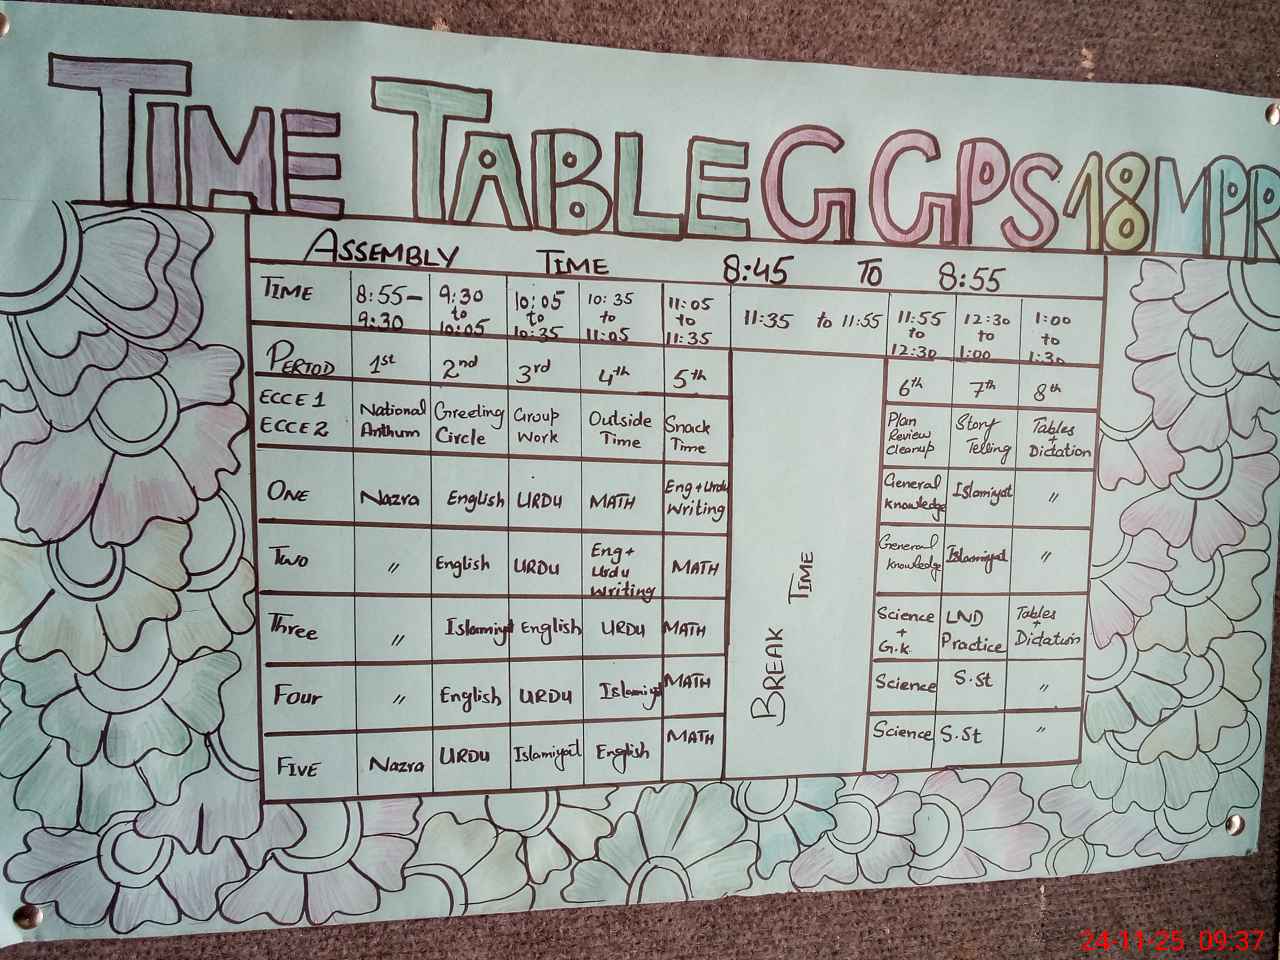 TIME TABLE G GPS 18 MPR
ASSEMBLY TIME 8:45 TO 8:55
TIME 8:55-9:30 9:30 to 10:05 10:05 to 10:35 10:35 to 11:05 11:05 to 11:35 11:35 to 11:55 11:55 to 12:30 12:30 to 1:00 1:00 to 1:30
PERIOD 1st 2nd 3rd 4th 5th 6th 7th 8th
ECCE 1 ECCE 2 National Anthum Greeting Circle Group Work Outside Time Snack Time Plan Review Cleanup Story Telling Tables + Dictation
ONE Nazra English URDU MATH Eng + Urdu Writing General knowledge Islamiyat "
Two " English URDU Eng + Urdu Writing MATH General knowledge Islamiyat "
Three " Islamiyt English URDU MATH Science + G.K LND Practice Tables + Dictation
Four " English URDU Islamiyat MATH Science S.St "
FIVE Nazra URDU Islamiyat English MATH Science S.St "
BREAK TIME
24-11-25 09:37